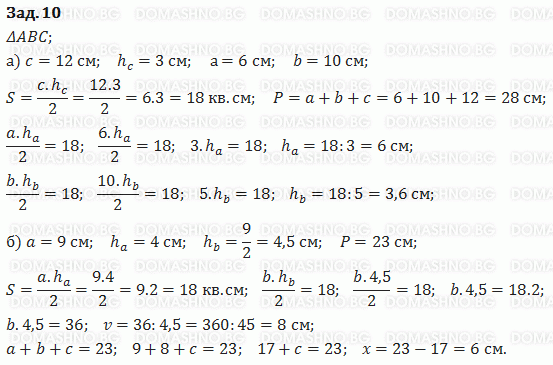 Зад. 10
ΔABC;
а) c = 12 см; h_c = 3 см; a = 6 см; b = 10 см;
S = c.h_c/2 = 12.3/2 = 6.3 = 18 кв.см; P = a + b + c = 6 + 10 + 12 = 28 см;
a.h_a/2 = 18; 6.h_a/2 = 18; 3.h_a = 18; h_a = 18:3 = 6 см;
b.h_b/2 = 18; 10.h_b/2 = 18; 5.h_b = 18; h_b = 18:5 = 3,6 см;
б) a = 9 см; h_a = 4 см; h_b = 9/2 = 4,5 см; P = 23 см;
S = a.h_a/2 = 9.4/2 = 9.2 = 18 кв.см; b.h_b/2 = 18; b.4,5/2 = 18; b.4,5 = 18.2;
b.4,5 = 36; v = 36:4,5 = 360:45 = 8 см;
a + b + c = 23; 9 + 8 + c = 23; 17 + c = 23; x = 23 − 17 = 6 см.